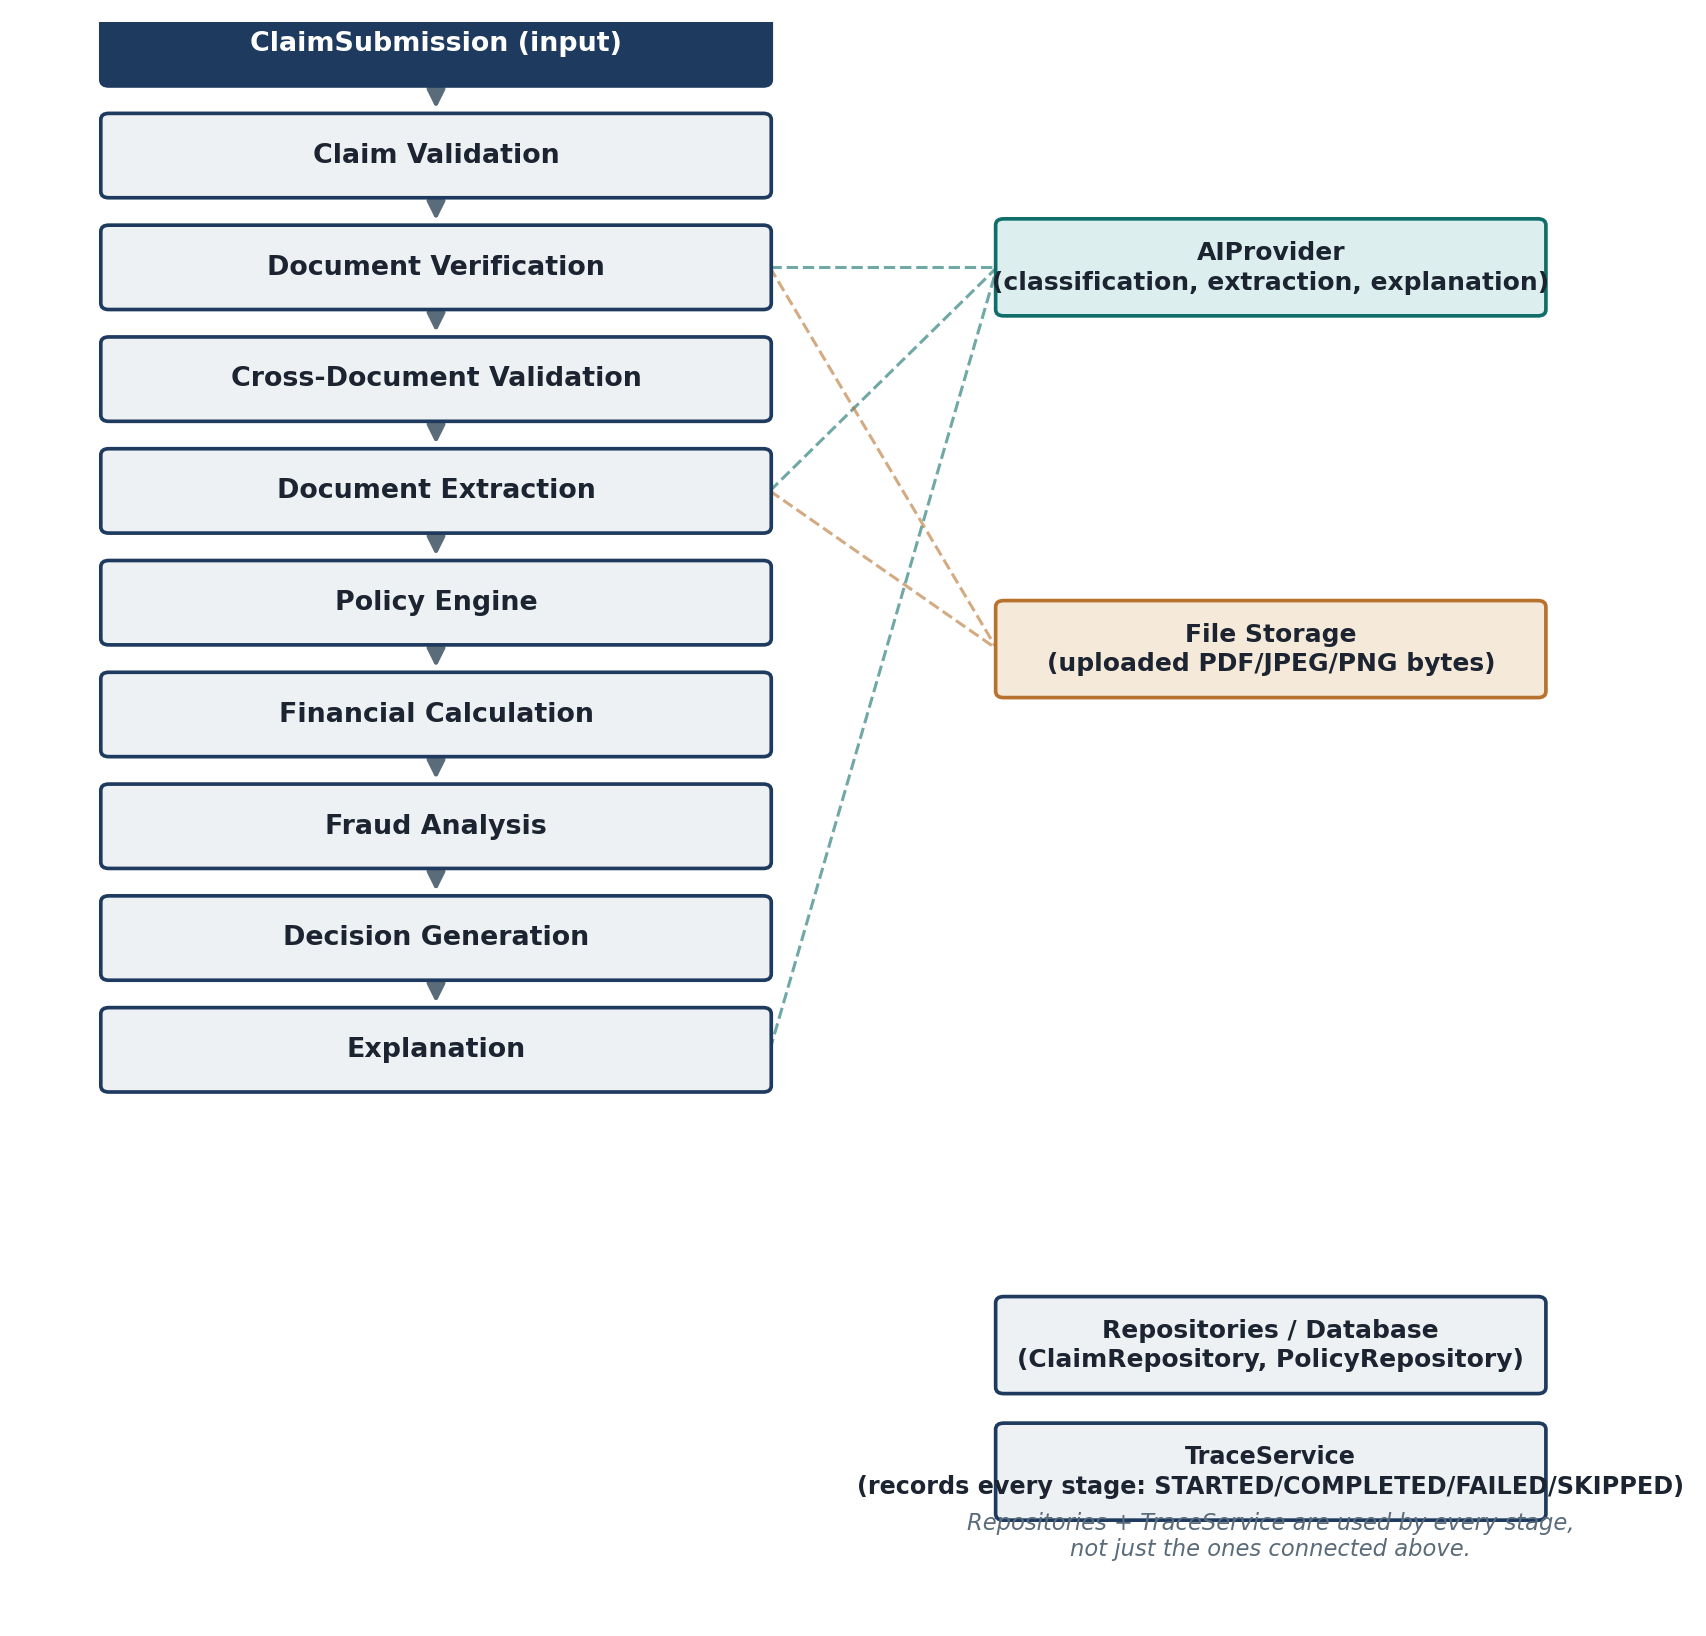 ClaimSubmission (input)
Claim Validation
Document Verification
Cross-Document Validation
Document Extraction
Policy Engine
Financial Calculation
Fraud Analysis
Decision Generation
Explanation
AIProvider
(classification, extraction, explanation)
File Storage
(uploaded PDF/JPEG/PNG bytes)
Repositories / Database
(ClaimRepository, PolicyRepository)
TraceService
(records every stage: STARTED/COMPLETED/FAILED/SKIPPED)
Repositories + TraceService are used by every stage,
not just the ones connected above.